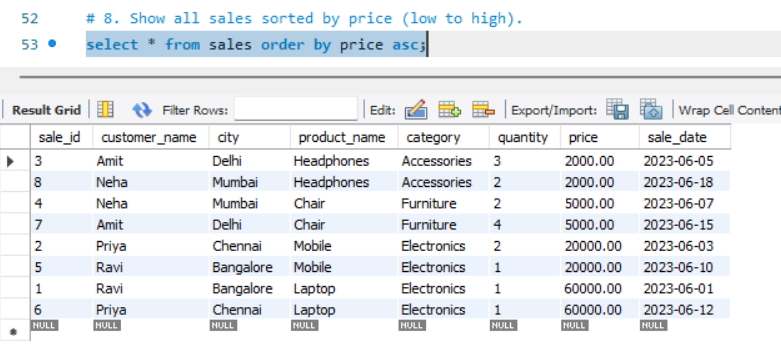 52 # 8. Show all sales sorted by price (low to high).
53 select * from sales order by price asc;
Result Grid Filter Rows: Edit: Export/Import: Wrap Cell Content
sale_id customer_name city product_name category quantity price sale_date
3 Amit Delhi Headphones Accessories 3 2000.00 2023-06-05
8 Neha Mumbai Headphones Accessories 2 2000.00 2023-06-18
4 Neha Mumbai Chair Furniture 2 5000.00 2023-06-07
7 Amit Delhi Chair Furniture 4 5000.00 2023-06-15
2 Priya Chennai Mobile Electronics 2 20000.00 2023-06-03
5 Ravi Bangalore Mobile Electronics 1 20000.00 2023-06-10
1 Ravi Bangalore Laptop Electronics 1 60000.00 2023-06-01
6 Priya Chennai Laptop Electronics 1 60000.00 2023-06-12
NULL NULL NULL NULL NULL NULL NULL NULL